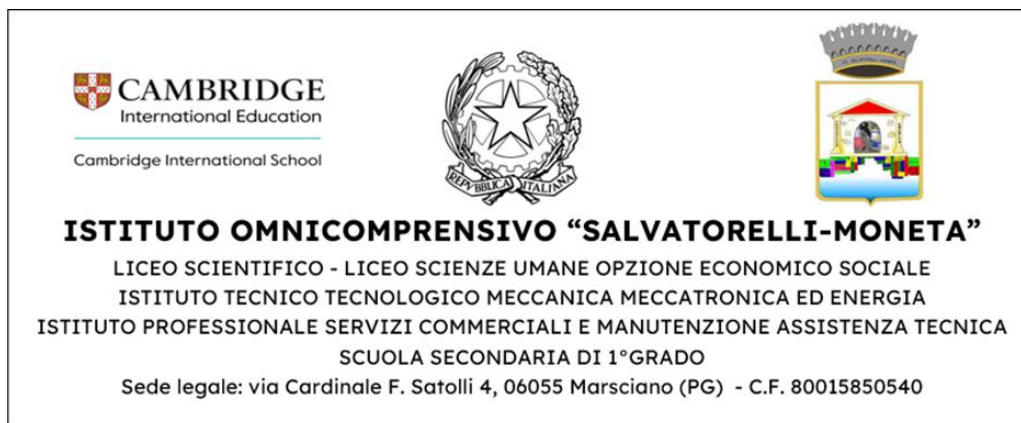 CAMBRIDGE
International Education
Cambridge International School
REPVBBLICA ITALIANA
ISTITUTO OMNICOMPRENSIVO “SALVATORELLI-MONETA”
LICEO SCIENTIFICO - LICEO SCIENZE UMANE OPZIONE ECONOMICO SOCIALE
ISTITUTO TECNICO TECNOLOGICO MECCANICA MECCATRONICA ED ENERGIA
ISTITUTO PROFESSIONALE SERVIZI COMMERCIALI E MANUTENZIONE ASSISTENZA TECNICA
SCUOLA SECONDARIA DI 1°GRADO
Sede legale: via Cardinale F. Satolli 4, 06055 Marsciano (PG) - C.F. 80015850540